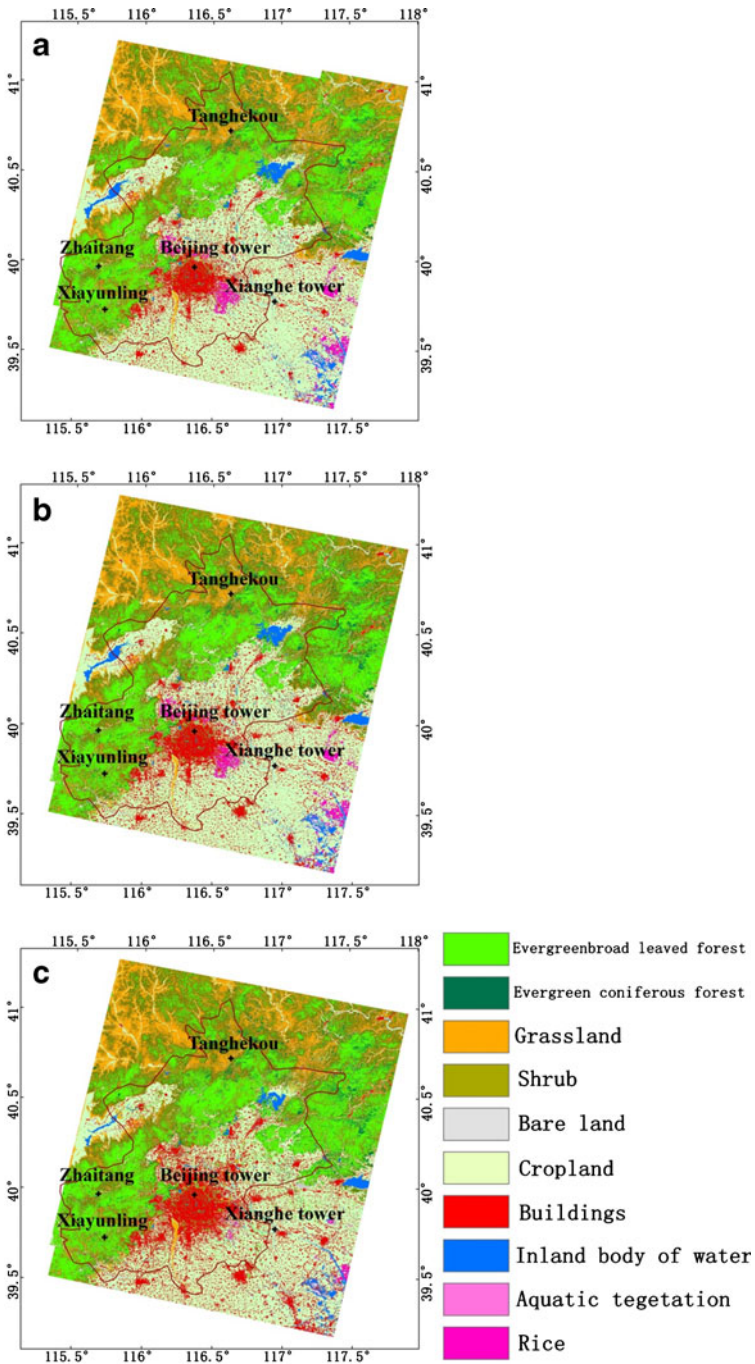 115.5° 116° 116.5° 117° 117.5° 118°
a
41°
41°
Tanghekou
40.5°
40.5°
Zhaitang
Beijing tower
40°
40°
Xiayunling
Xianghe tower
39.5°
39.5°
115.5° 116° 116.5° 117° 117.5°
115.5° 116° 116.5° 117° 117.5° 118°
b
41°
41°
Tanghekou
40.5°
40.5°
Zhaitang
Beijing tower
40°
40°
Xiayunling
Xianghe tower
39.5°
39.5°
115.5° 116° 116.5° 117° 117.5°
115.5° 116° 116.5° 117° 117.5° 118°
c
41°
41°
Tanghekou
40.5°
40.5°
Zhaitang
Beijing tower
40°
40°
Xiayunling
Xianghe tower
39.5°
39.5°
115.5° 116° 116.5° 117° 117.5°
Evergreenbroad leaved forest
Evergreen coniferous forest
Grassland
Shrub
Bare land
Cropland
Buildings
Inland body of water
Aquatic tegetation
Rice